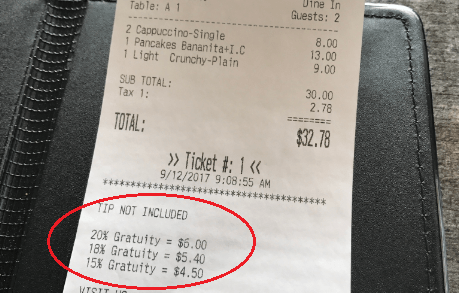 Dine In
Table: A 1 Guests: 2
2 Cappuccino-Single 8.00
1 Pancakes Bananita+I.C 13.00
1 Light Crunchy-Plain 9.00
SUB TOTAL: 30.00
Tax 1: 2.78
========
TOTAL: $32.78
>> Ticket #: 1 <<
9/12/2017 9:08:55 AM
****************************************
TIP NOT INCLUDED
20% Gratuity = $6.00
18% Gratuity = $5.40
15% Gratuity = $4.50
VISIT US